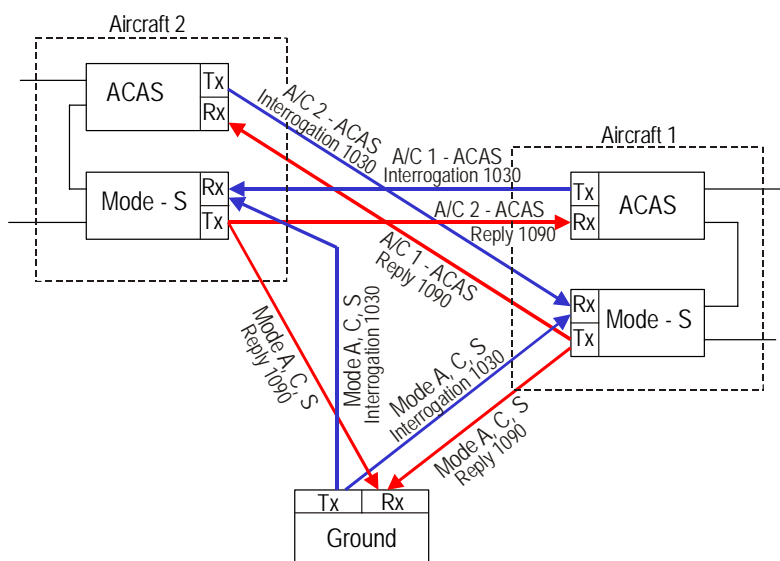 Aircraft 2
ACAS
Tx
Rx
Mode - S
Rx
Tx
A/C 2 - ACAS
Interrogation 1030
Aircraft 1
A/C 1 - ACAS
Interrogation 1030
Tx
Rx
ACAS
A/C 2 - ACAS
Reply 1090
A/C 1 - ACAS
Reply 1090
Rx
Tx
Mode - S
Mode A, C, S
Reply 1090
Mode A, C, S
Interrogation 1030
Mode A, C, S
Interrogation 1030
Mode A, C, S
Reply 1090
Tx
Rx
Ground